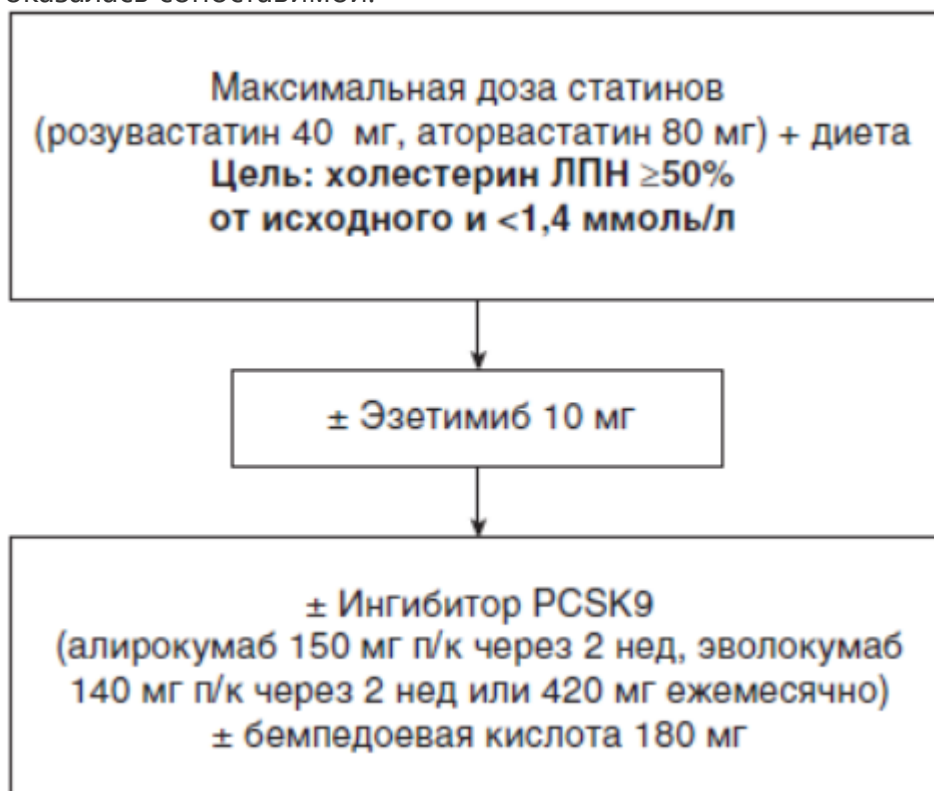 оказалась сопоставимой.
Максимальная доза статинов
(розувастатин 40 мг, аторвастатин 80 мг) + диета
Цель: холестерин ЛПН ≥50%
от исходного и <1,4 ммоль/л
± Эзетимиб 10 мг
± Ингибитор PCSK9
(алирокумаб 150 мг п/к через 2 нед, эволокумаб
140 мг п/к через 2 нед или 420 мг ежемесячно)
± бемпедоевая кислота 180 мг